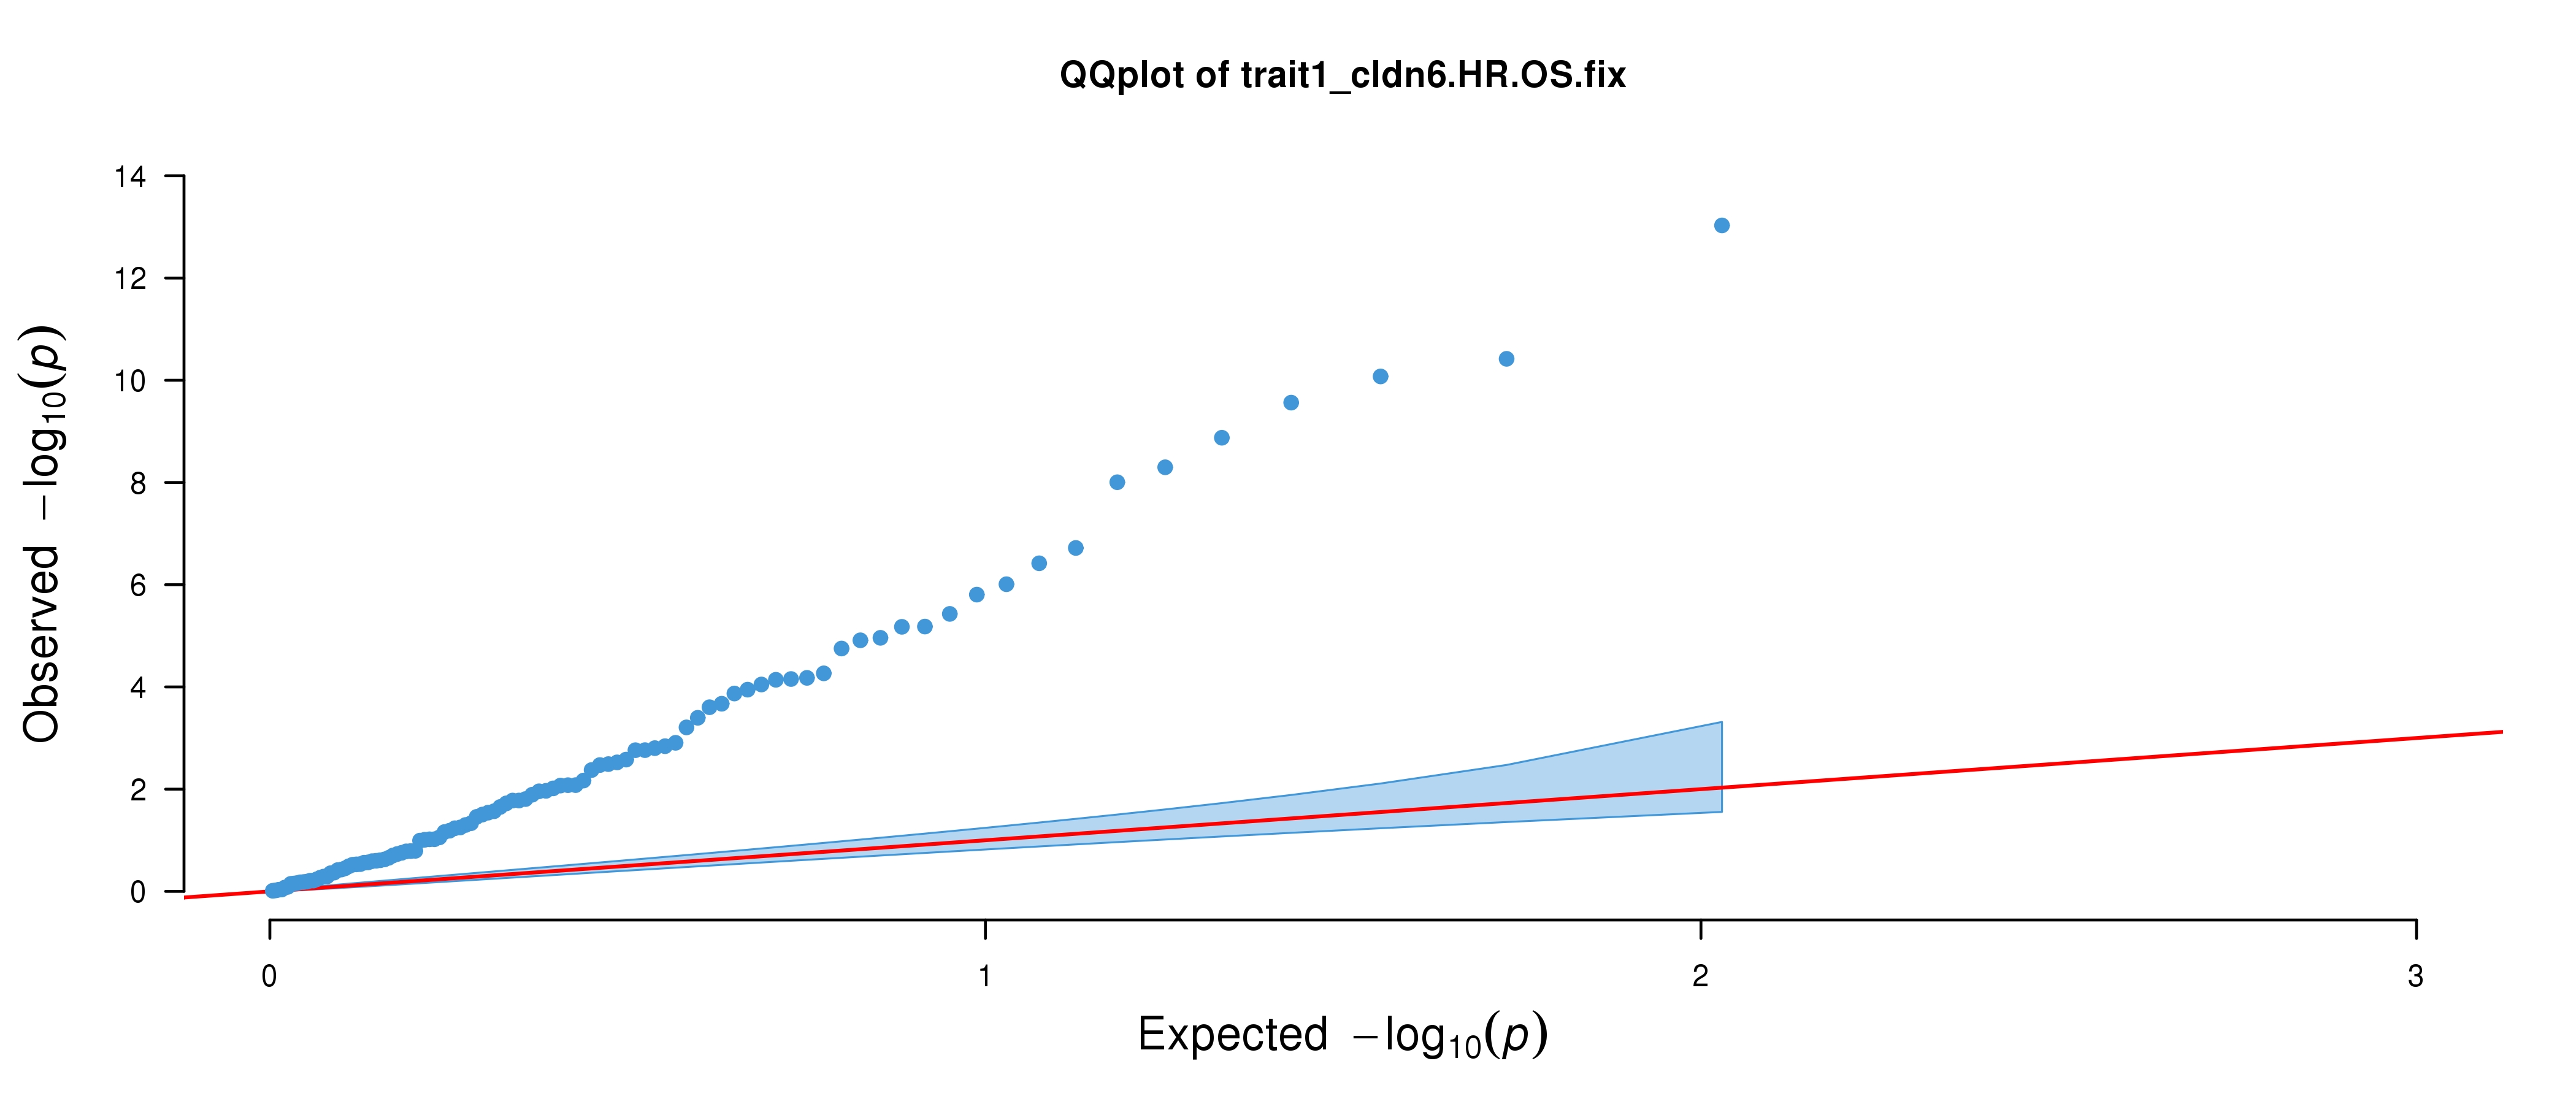 QQplot of trait1_cldn6.HR.OS.fix
14
12
10
8
6
4
2
0
Observed −log₁₀(p)
0 1 2 3
Expected −log₁₀(p)